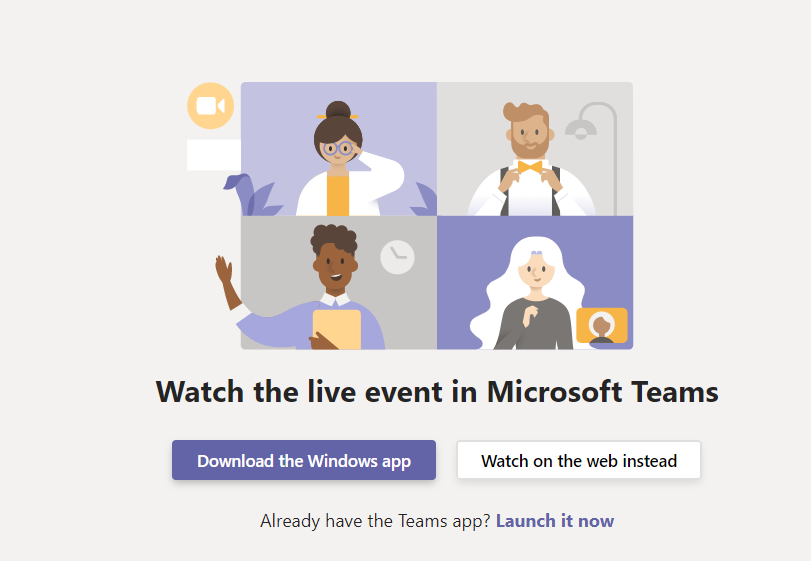 Watch the live event in Microsoft Teams
Download the Windows app
Watch on the web instead
Already have the Teams app? Launch it now